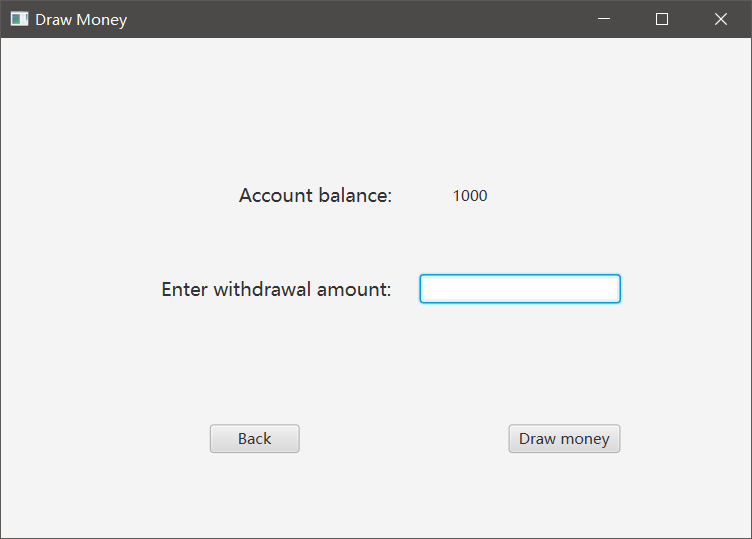 Draw Money
Account balance: 1000
Enter withdrawal amount:
Back Draw money